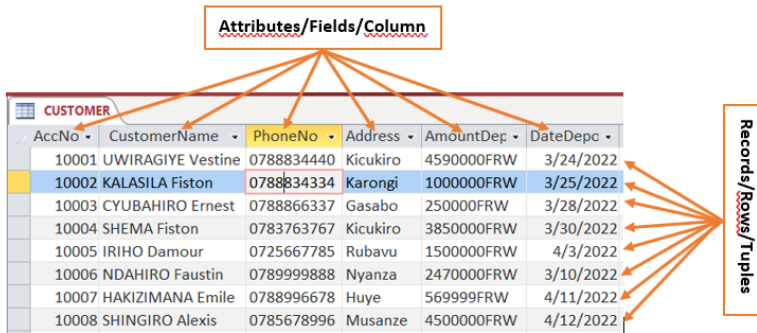 Attributes/Fields/Column
CUSTOMER
AccNo CustomerName PhoneNo Address AmountDep DateDepo
10001 UWIRAGIYE Vestine 0788834440 Kicukiro 4590000FRW 3/24/2022
10002 KALASILA Fiston 0788834334 Karongi 1000000FRW 3/25/2022
10003 CYUBAHIRO Ernest 0788866337 Gasabo 250000FRW 3/28/2022
10004 SHEMA Fiston 0783763767 Kicukiro 3850000FRW 3/30/2022
10005 IRIHO Damour 0725667785 Rubavu 1500000FRW 4/3/2022
10006 NDAHIRO Faustin 0789999888 Nyanza 2470000FRW 3/10/2022
10007 HAKIZIMANA Emile 0788996678 Huye 569999FRW 4/11/2022
10008 SHINGIRO Alexis 0785678996 Musanze 4500000FRW 4/12/2022
Records/Rows/Tuples